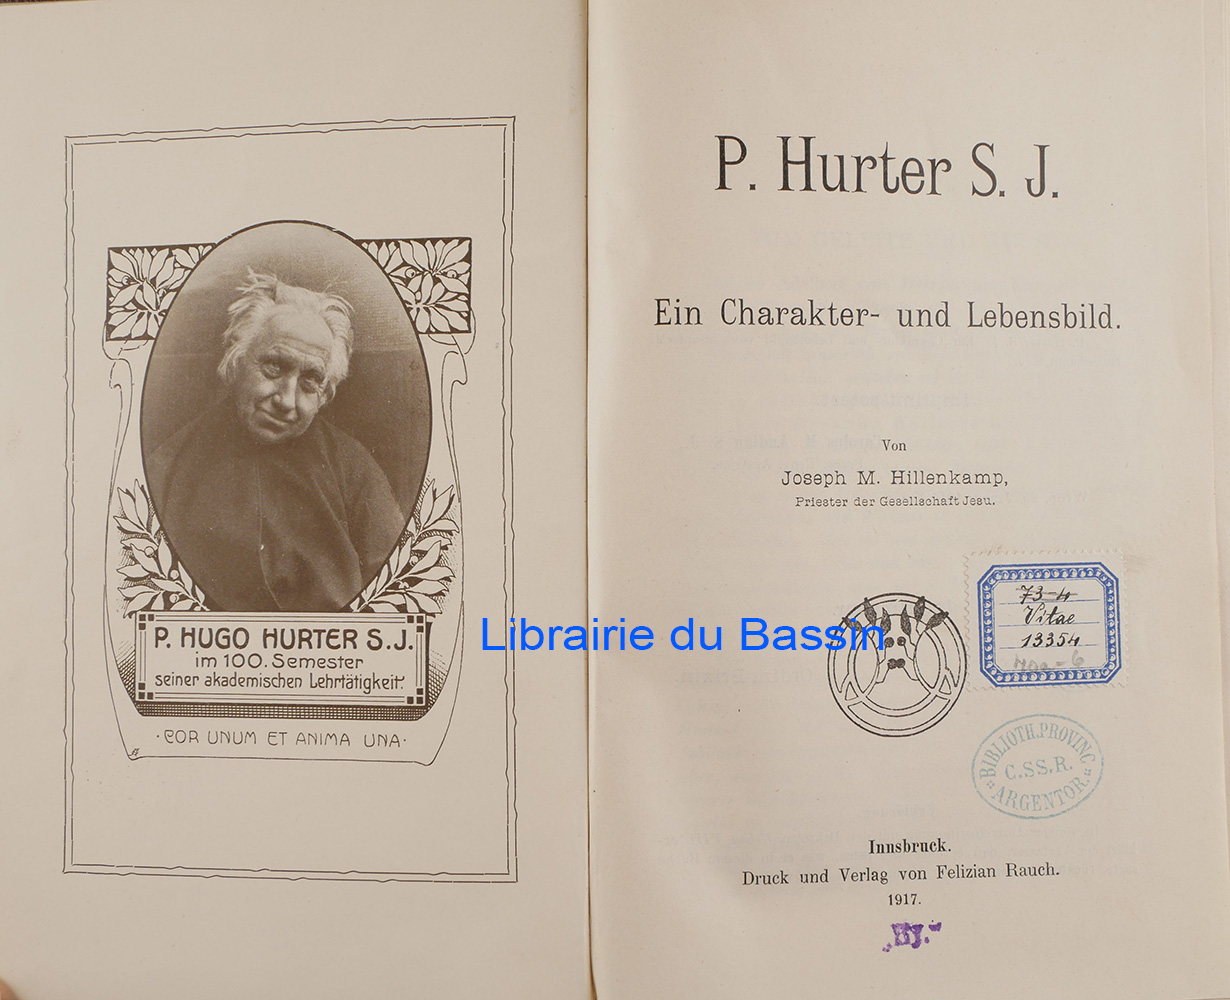 P. HUGO HURTER S.J.
im 100. Semester
seiner akademischen Lehrtätigkeit.
· COR UNUM ET ANIMA UNA ·
P. Hurter S. J.
Ein Charakter- und Lebensbild.
Von
Joseph M. Hillenkamp,
Priester der Gesellschaft Jesu.
Librairie du Bassin
73-4
Vitae
13354
BIBLIOTH. PROVINC
C.SS.R.
ARGENTOR.
Innsbruck.
Druck und Verlag von Felizian Rauch.
1917.